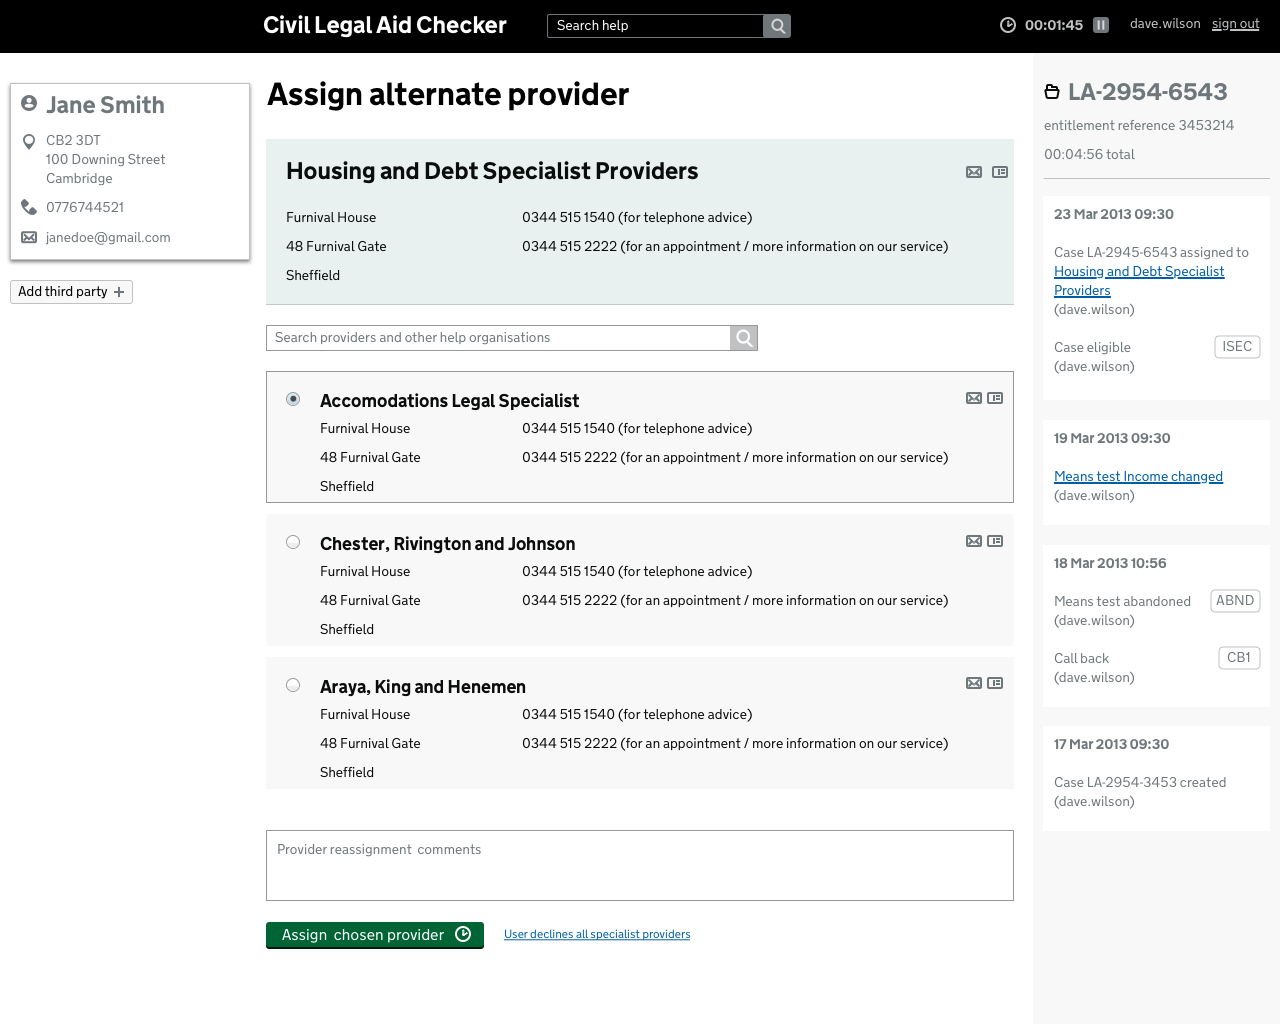 Civil Legal Aid Checker
Search help
00:01:45
dave.wilson sign out
Jane Smith
CB2 3DT
100 Downing Street
Cambridge
0776744521
janedoe@gmail.com
Add third party
Assign alternate provider
Housing and Debt Specialist Providers
Furnival House 0344 515 1540 (for telephone advice)
48 Furnival Gate 0344 515 2222 (for an appointment / more information on our service)
Sheffield
Search providers and other help organisations
Accomodations Legal Specialist
Furnival House 0344 515 1540 (for telephone advice)
48 Furnival Gate 0344 515 2222 (for an appointment / more information on our service)
Sheffield
Chester, Rivington and Johnson
Furnival House 0344 515 1540 (for telephone advice)
48 Furnival Gate 0344 515 2222 (for an appointment / more information on our service)
Sheffield
Araya, King and Henemen
Furnival House 0344 515 1540 (for telephone advice)
48 Furnival Gate 0344 515 2222 (for an appointment / more information on our service)
Sheffield
Provider reassignment comments
Assign chosen provider
User declines all specialist providers
LA-2954-6543
entitlement reference 3453214
00:04:56 total
23 Mar 2013 09:30
Case LA-2945-6543 assigned to
Housing and Debt Specialist
Providers
(dave.wilson)
Case eligible ISEC
(dave.wilson)
19 Mar 2013 09:30
Means test Income changed
(dave.wilson)
18 Mar 2013 10:56
Means test abandoned ABND
(dave.wilson)
Call back CB1
(dave.wilson)
17 Mar 2013 09:30
Case LA-2954-3453 created
(dave.wilson)